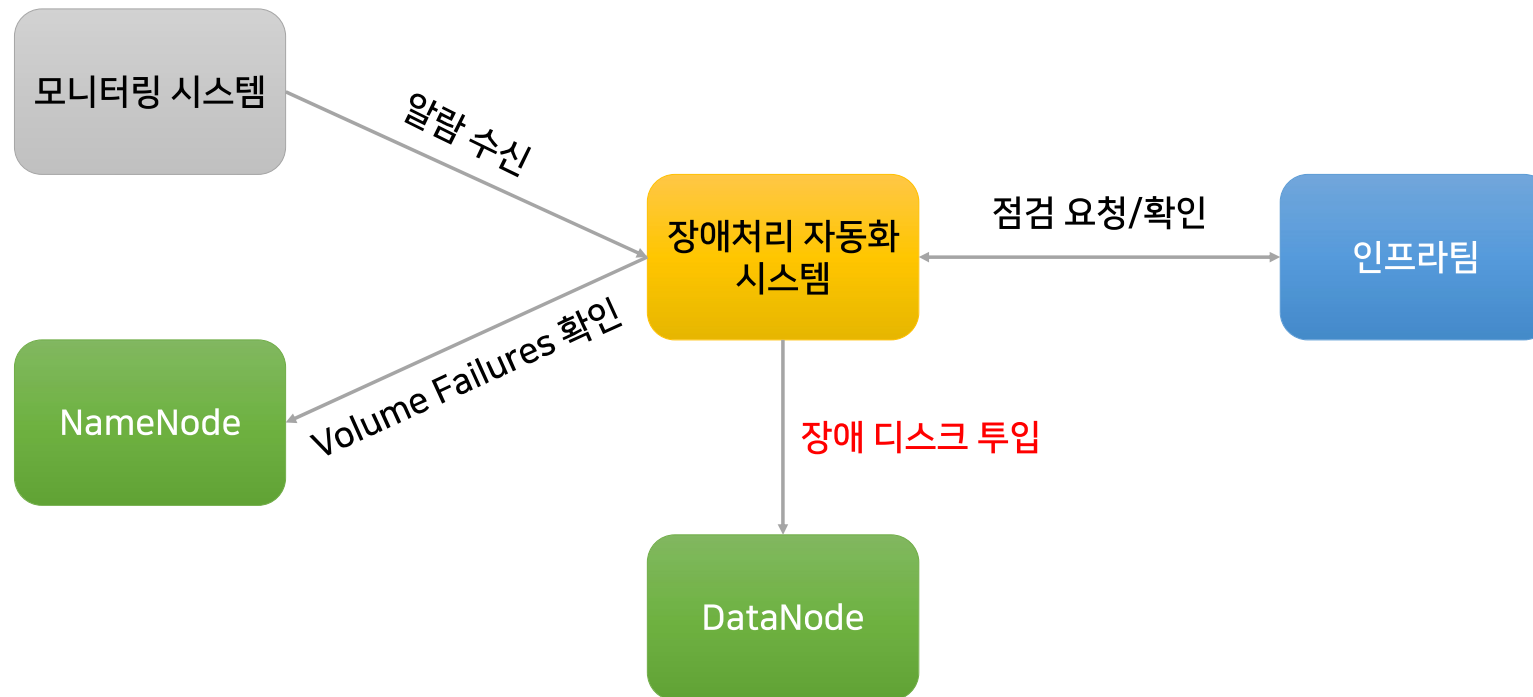 모니터링 시스템
알람 수신
장애처리 자동화
시스템
점검 요청/확인
인프라팀
Volume Failures 확인
NameNode
장애 디스크 투입
DataNode